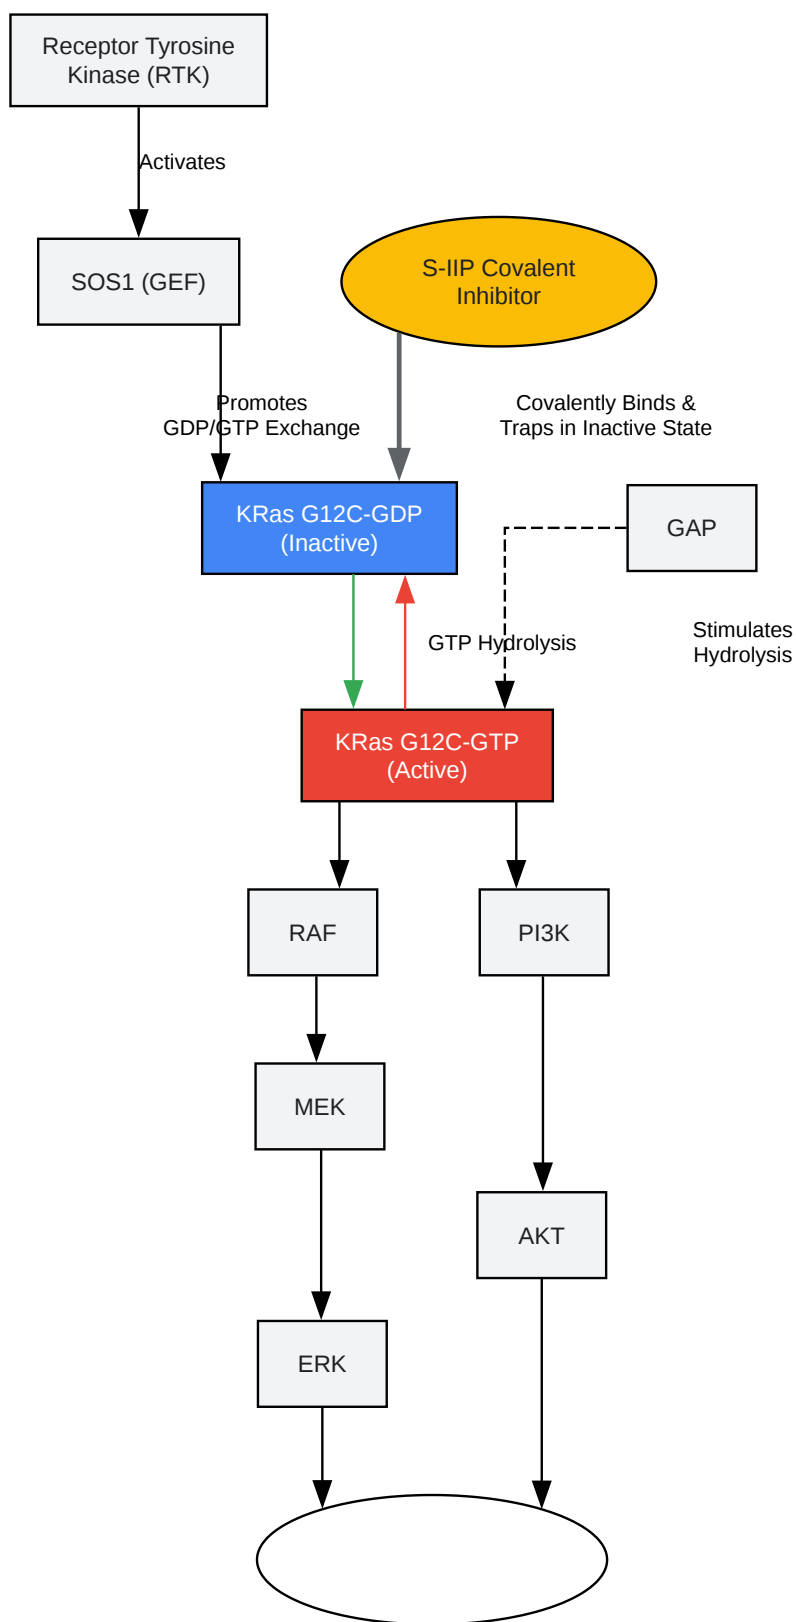 Receptor Tyrosine
Kinase (RTK)
Activates
SOS1 (GEF)
S-IIP Covalent
Inhibitor
Promotes
GDP/GTP Exchange
Covalently Binds &
Traps in Inactive State
KRas G12C-GDP
(Inactive)
GAP
GTP Hydrolysis
Stimulates
Hydrolysis
KRas G12C-GTP
(Active)
RAF
PI3K
MEK
AKT
ERK